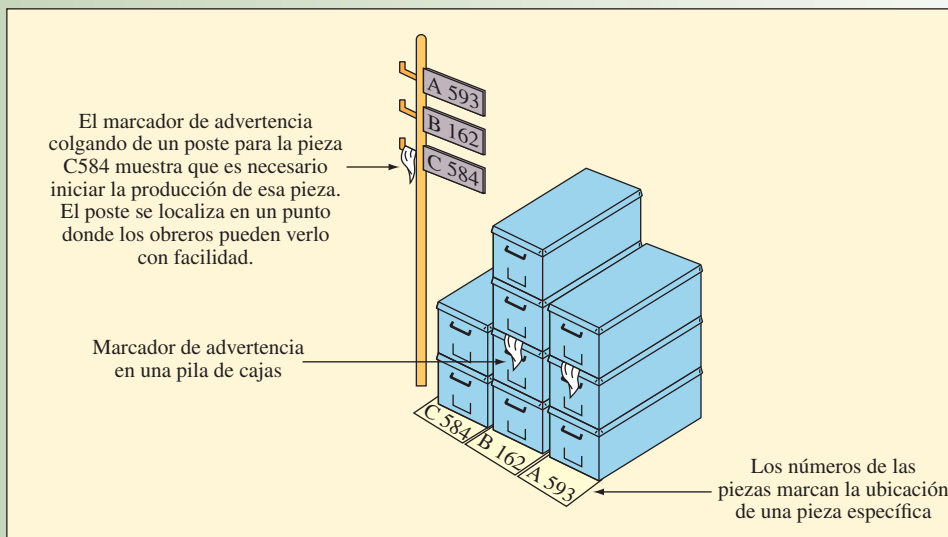 A 593
B 162
C 584
El marcador de advertencia
colgando de un poste para la pieza
C584 muestra que es necesario
iniciar la producción de esa pieza.
El poste se localiza en un punto
donde los obreros pueden verlo
con facilidad.
Marcador de advertencia
en una pila de cajas
C 584
B 162
A 593
Los números de las
piezas marcan la ubicación
de una pieza específica